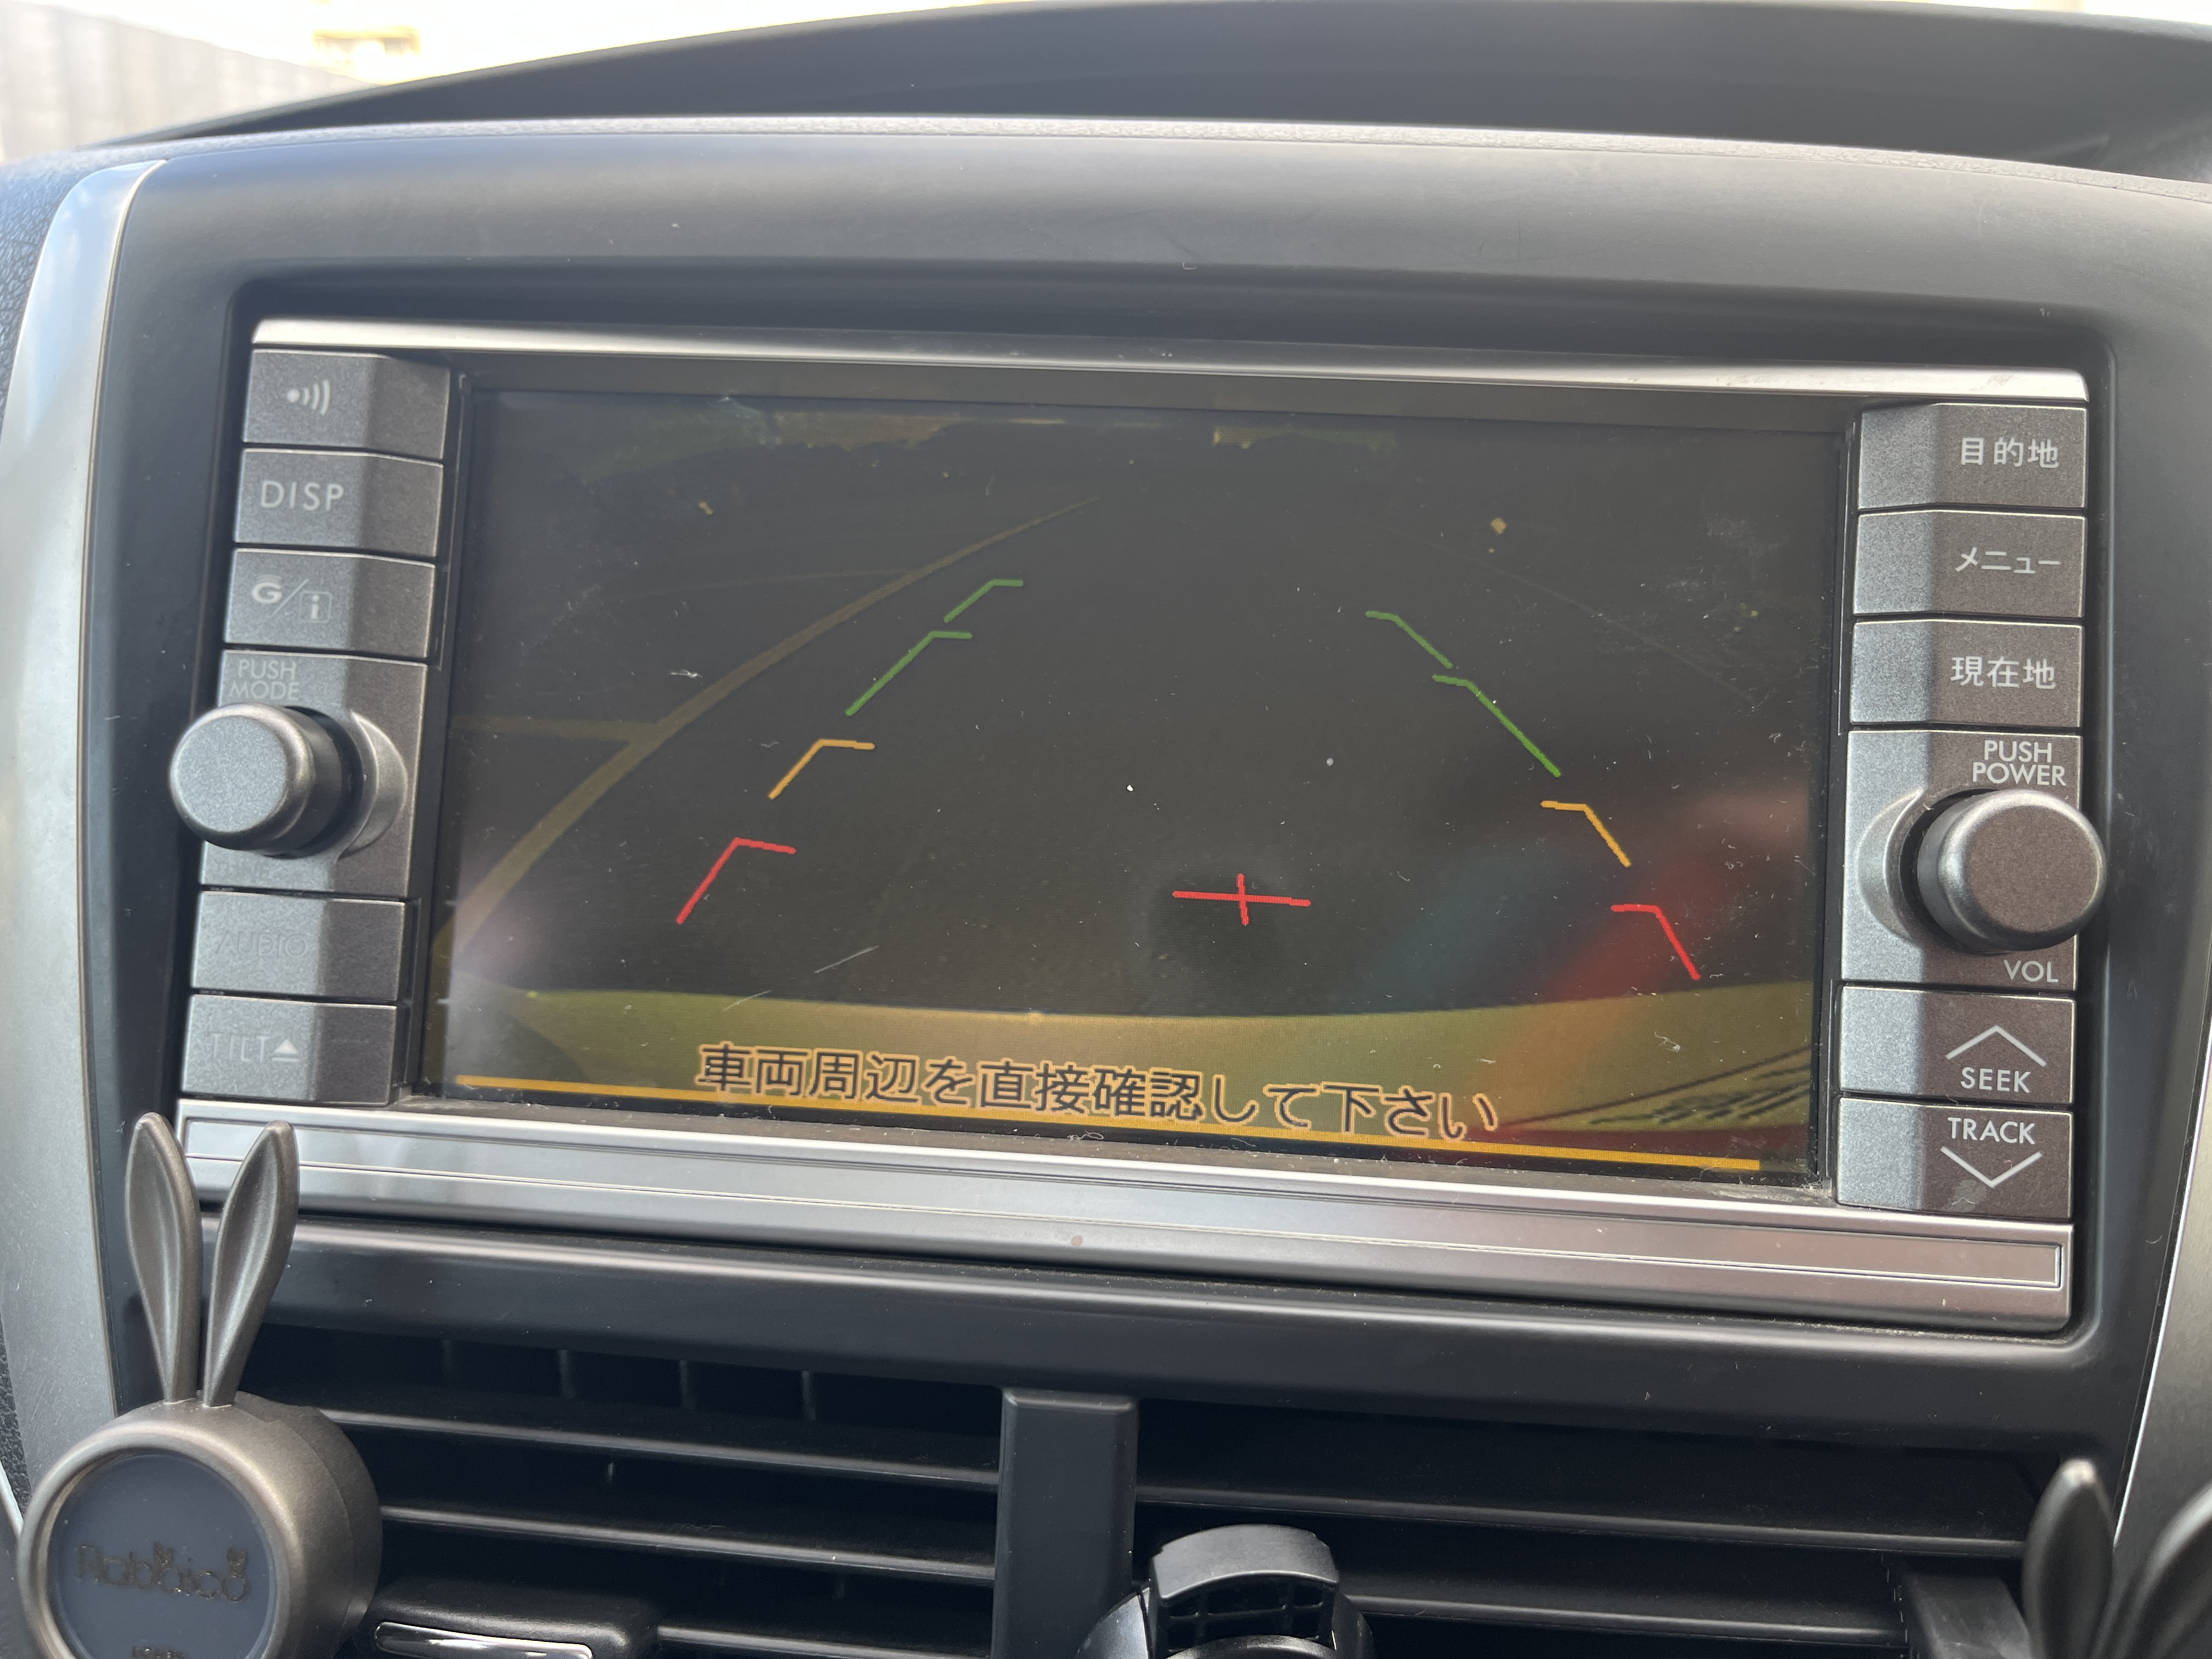 DISP
G/i
PUSH
MODE
AUDIO
TILT
車両周辺を直接確認して下さい
目的地
メニュー
現在地
PUSH
POWER
VOL
SEEK
TRACK